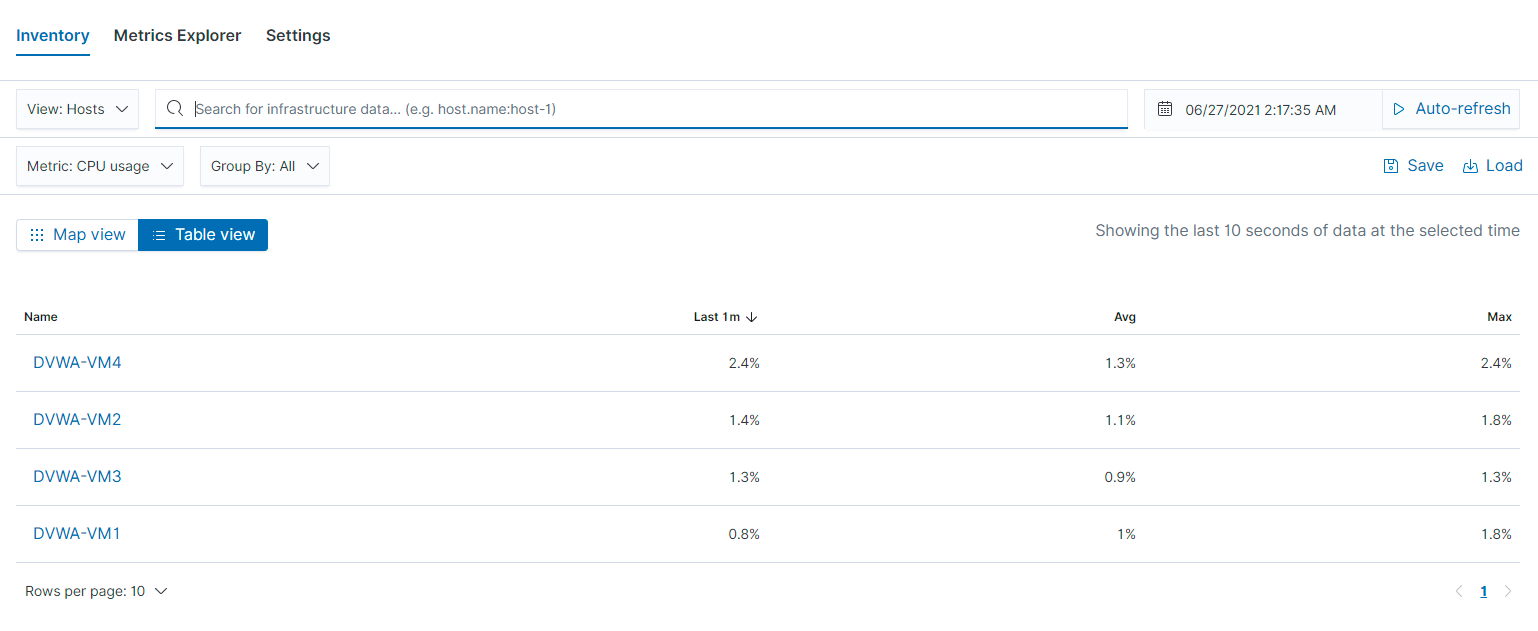 Inventory Metrics Explorer Settings
View: Hosts Search for infrastructure data... (e.g. host.name:host-1) 06/27/2021 2:17:35 AM Auto-refresh
Metric: CPU usage Group By: All Save Load
Map view Table view Showing the last 10 seconds of data at the selected time
Name Last 1m Avg Max
DVWA-VM4 2.4% 1.3% 2.4%
DVWA-VM2 1.4% 1.1% 1.8%
DVWA-VM3 1.3% 0.9% 1.3%
DVWA-VM1 0.8% 1% 1.8%
Rows per page: 10 1